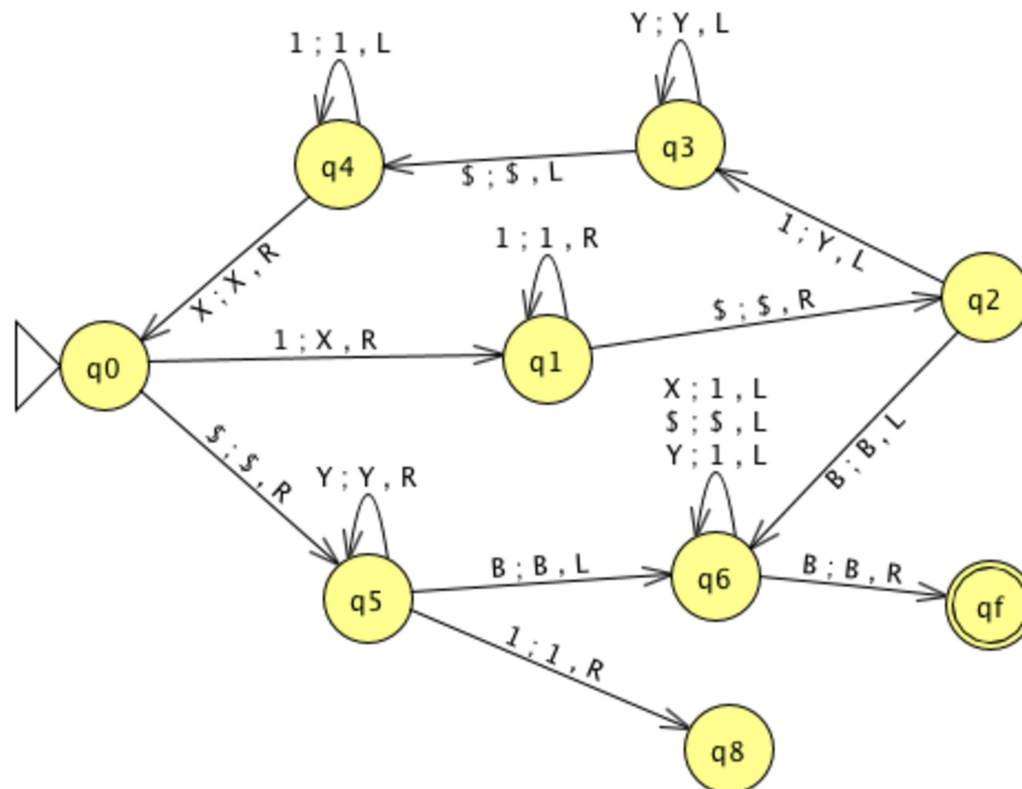 1 ; 1 , L
Y ; Y , L
q4
q3
$ ; $ , L
1 ; Y , L
X ; X , R
1 ; 1 , R
q2
$ ; $ , R
q0
1 ; X , R
q1
X ; 1 , L
$ ; $ , L
Y ; 1 , L
B ; B , L
$ ; $ , R
Y ; Y , R
q5
B ; B , L
q6
B ; B , R
qf
1 ; 1 , R
q8